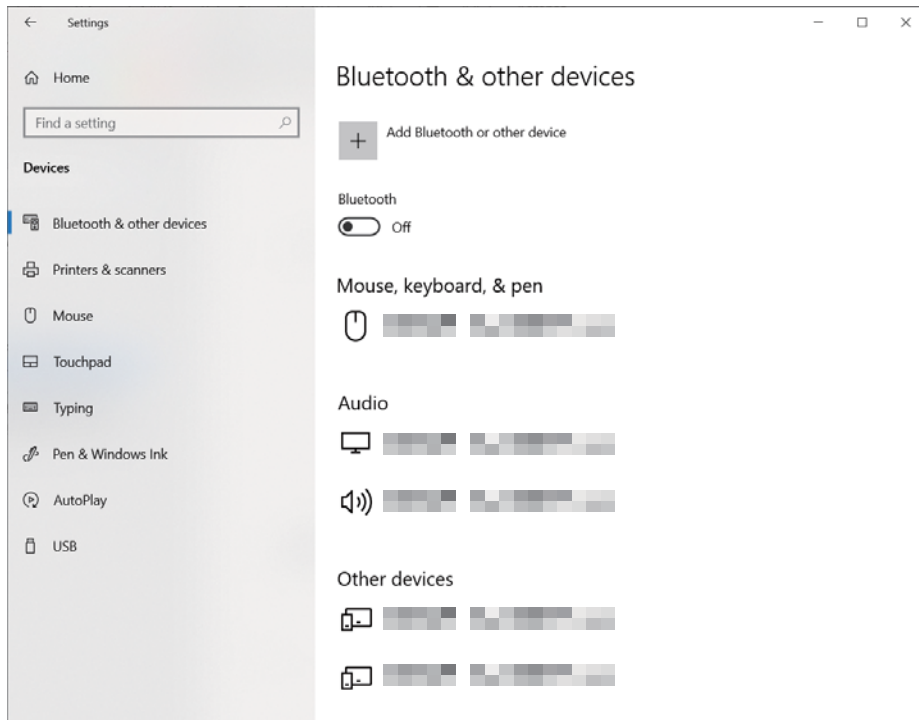 Settings
Home
Find a setting
Devices
Bluetooth & other devices
Printers & scanners
Mouse
Touchpad
Typing
Pen & Windows Ink
AutoPlay
USB
Bluetooth & other devices
Add Bluetooth or other device
Bluetooth
Off
Mouse, keyboard, & pen
Audio
Other devices